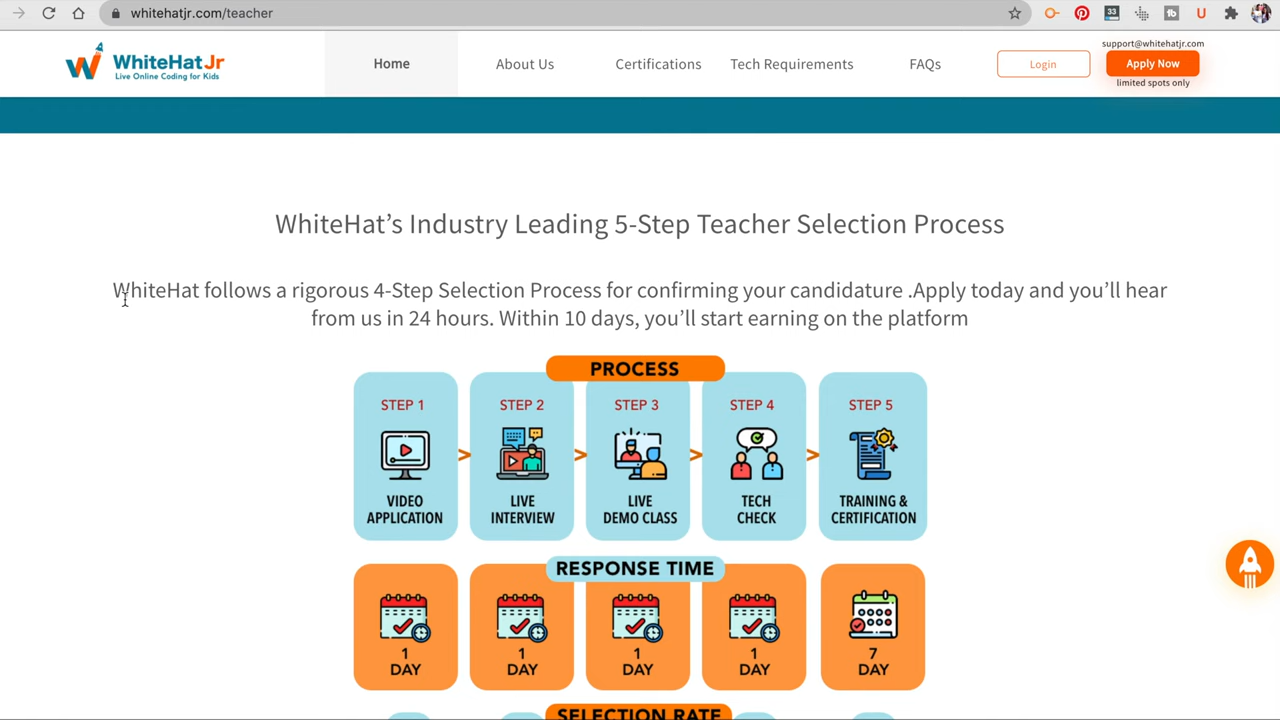 whitehatjr.com/teacher
33
tb
U
WhiteHat Jr
Live Online Coding for Kids
Home
About Us
Certifications
Tech Requirements
FAQs
Login
support@whitehatjr.com
Apply Now
limited spots only
WhiteHat’s Industry Leading 5-Step Teacher Selection Process
WhiteHat follows a rigorous 4-Step Selection Process for confirming your candidature .Apply today and you’ll hear
from us in 24 hours. Within 10 days, you’ll start earning on the platform
PROCESS
STEP 1
STEP 2
STEP 3
STEP 4
STEP 5
VIDEO
APPLICATION
LIVE
INTERVIEW
LIVE
DEMO CLASS
TECH
CHECK
TRAINING &
CERTIFICATION
RESPONSE TIME
1
DAY
1
DAY
1
DAY
1
DAY
7
DAY
SELECTION RATE